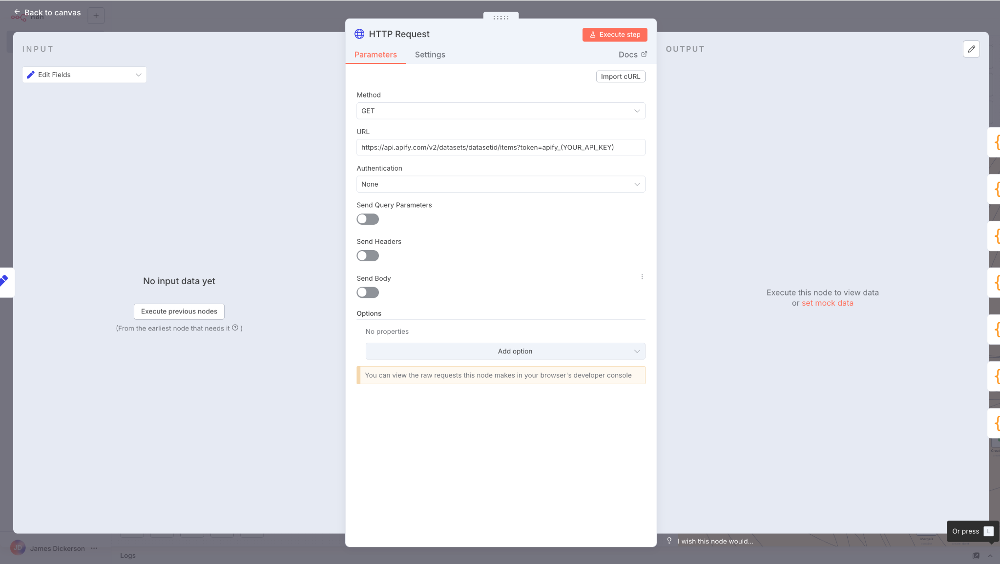 Back to canvas
n8n
INPUT
Edit Fields
No input data yet
Execute previous nodes
(From the earliest node that needs it ? )
HTTP Request
Execute step
Parameters
Settings
Docs
Import cURL
Method
GET
URL
https://api.apify.com/v2/datasets/datasetid/items?token=apify_(YOUR_API_KEY)
Authentication
None
Send Query Parameters
Send Headers
Send Body
Options
No properties
Add option
You can view the raw requests this node makes in your browser's developer console
OUTPUT
Execute this node to view data
or set mock data
Or press L
I wish this node would...
Merge3
JD James Dickerson
Logs